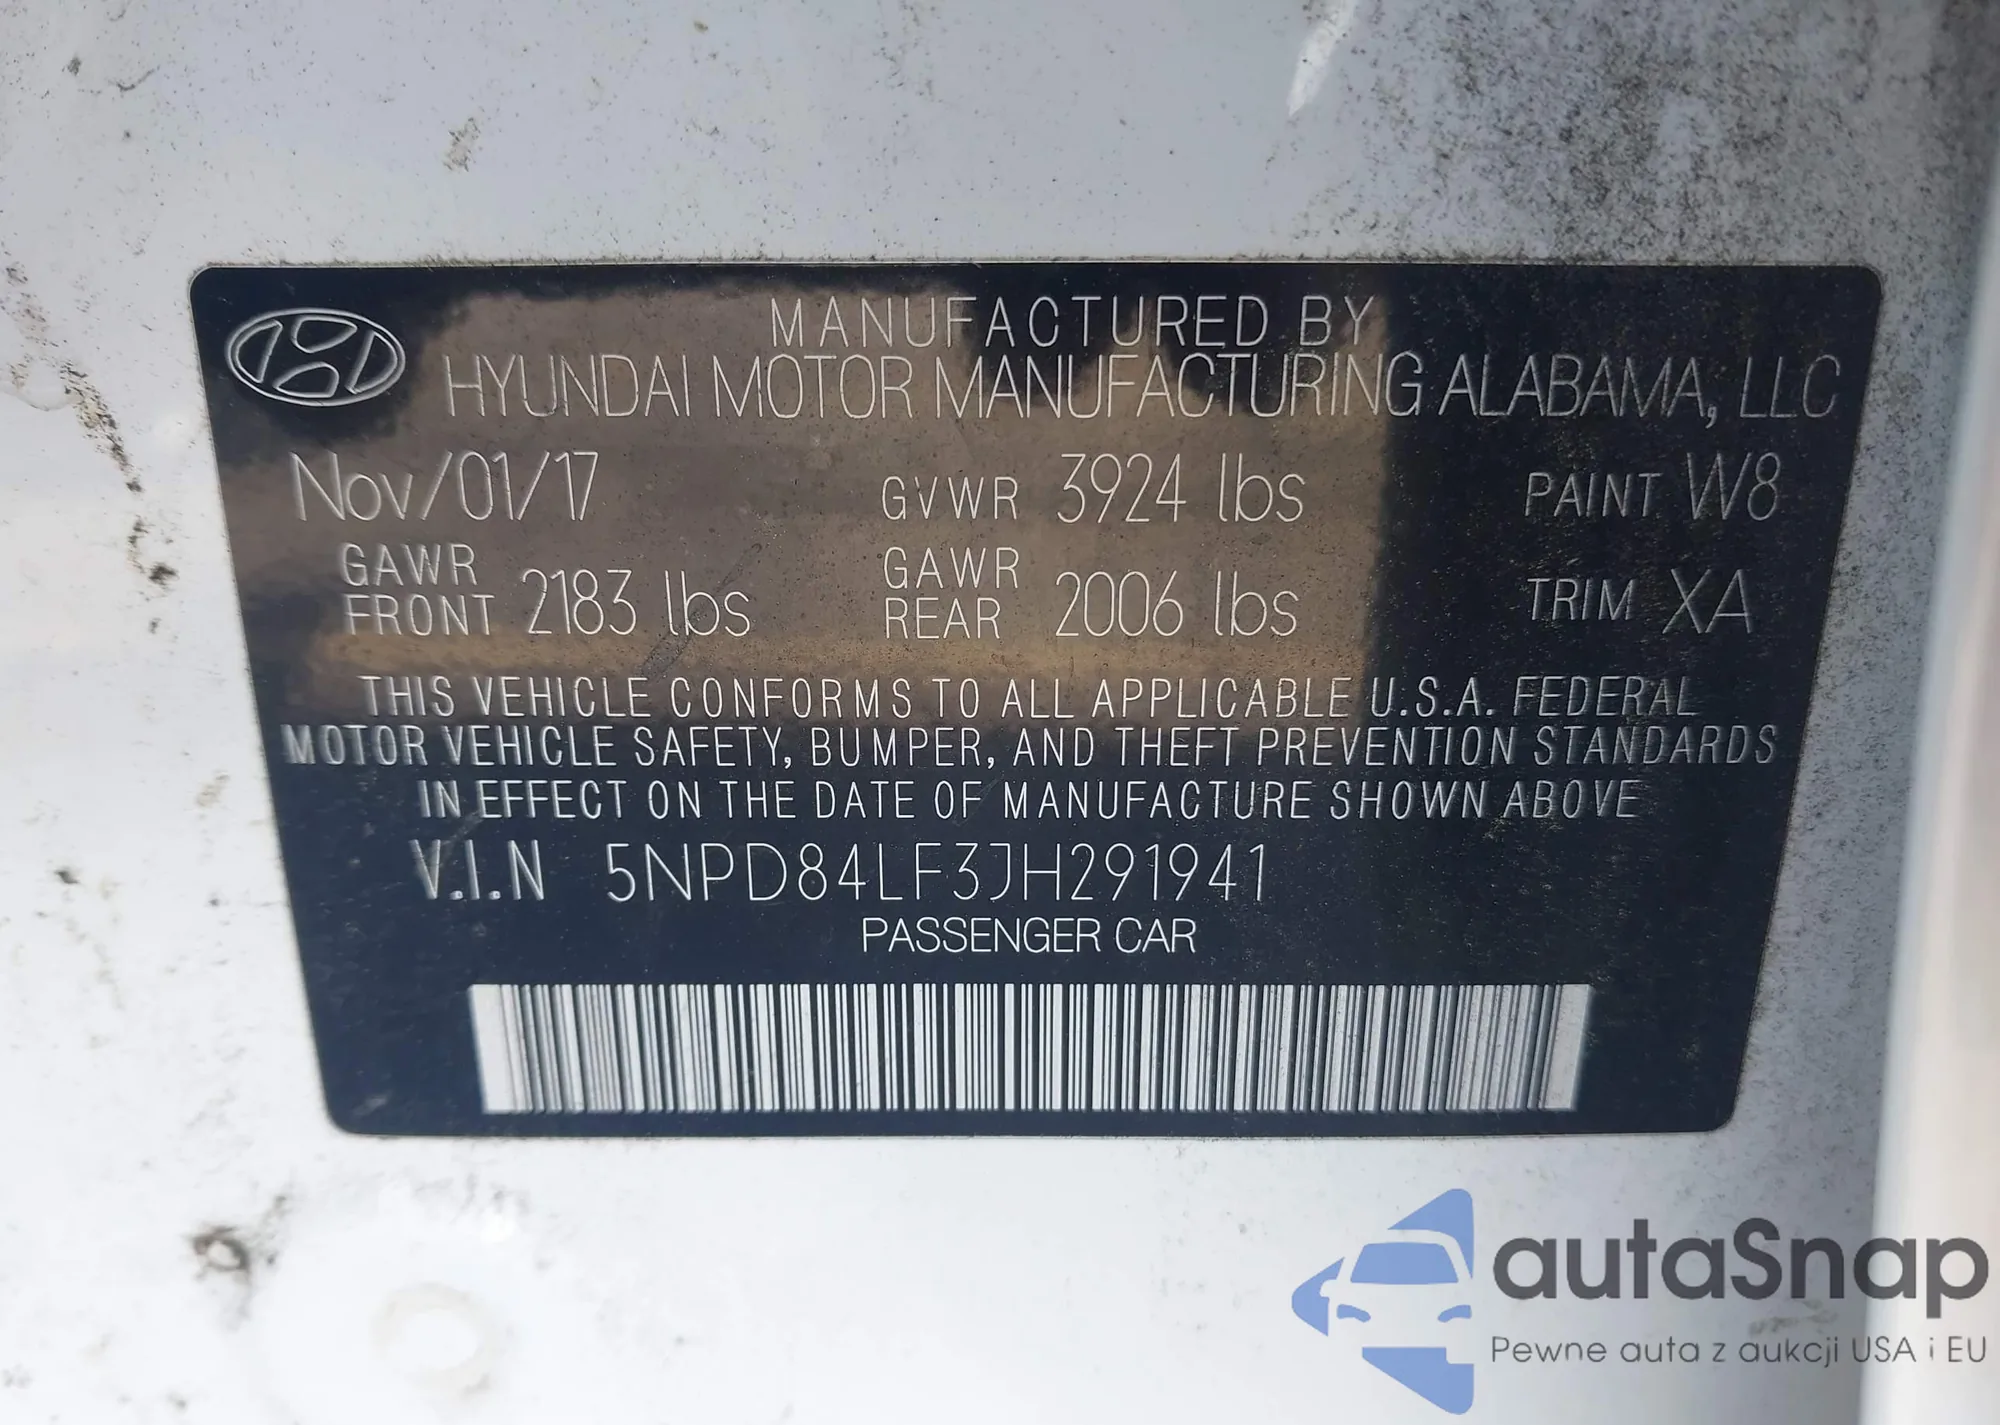 MANUFACTURED BY
HYUNDAI MOTOR MANUFACTURING ALABAMA, LLC
Nov/01/17 GVWR 3924 lbs PAINT W8
GAWR FRONT 2183 lbs GAWR REAR 2006 lbs TRIM XA
THIS VEHICLE CONFORMS TO ALL APPLICABLE U.S.A. FEDERAL
MOTOR VEHICLE SAFETY, BUMPER, AND THEFT PREVENTION STANDARDS
IN EFFECT ON THE DATE OF MANUFACTURE SHOWN ABOVE
V.I.N 5NPD84LF3JH291941
PASSENGER CAR
autaSnap
Pewne auta z aukcji USA i EU